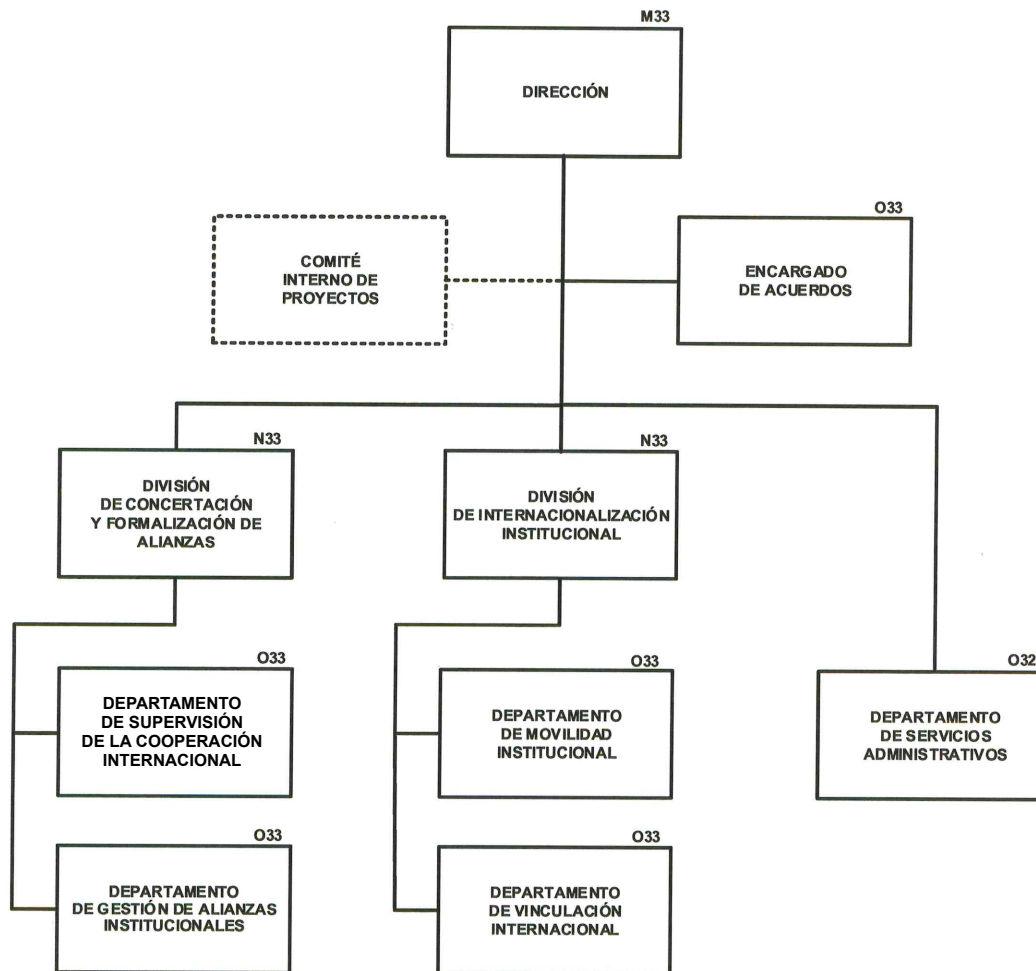 M33
DIRECCIÓN
COMITÉ
INTERNO DE
PROYECTOS
O33
ENCARGADO
DE ACUERDOS
N33
DIVISIÓN
DE CONCERTACIÓN
Y FORMALIZACIÓN DE
ALIANZAS
N33
DIVISIÓN
DE INTERNACIONALIZACIÓN
INSTITUCIONAL
O33
DEPARTAMENTO
DE SUPERVISIÓN
DE LA COOPERACIÓN
INTERNACIONAL
O33
DEPARTAMENTO
DE MOVILIDAD
INSTITUCIONAL
O32
DEPARTAMENTO
DE SERVICIOS
ADMINISTRATIVOS
O33
DEPARTAMENTO
DE GESTIÓN DE ALIANZAS
INSTITUCIONALES
O33
DEPARTAMENTO
DE VINCULACIÓN
INTERNACIONAL